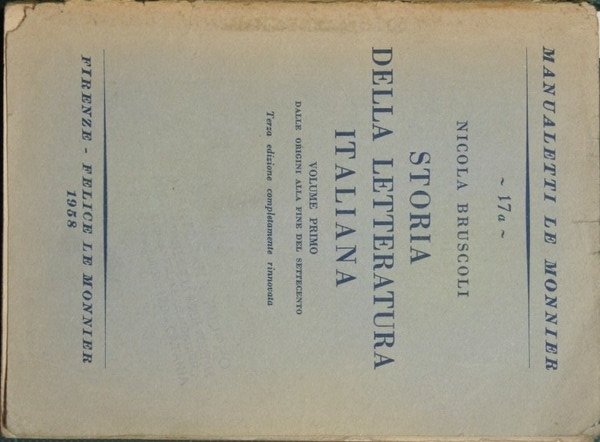 MANUALETTI LE MONNIER
~ 17a ~
NICOLA BRUSCOLI
STORIA
DELLA LETTERATURA
ITALIANA
VOLUME PRIMO
DALLE ORIGINI ALLA FINE DEL SETTECENTO
Terza edizione completamente rinnovata
FIRENZE - FELICE LE MONNIER
1958